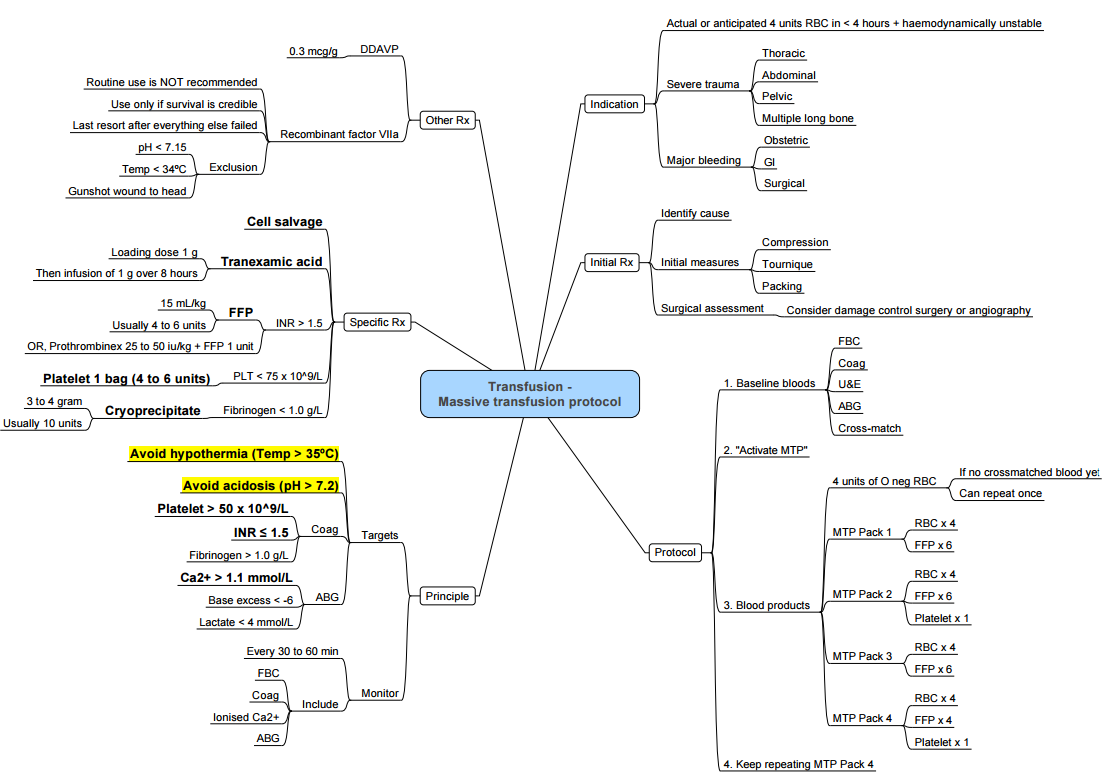 Transfusion -
Massive transfusion protocol
Indication
Actual or anticipated 4 units RBC in < 4 hours + haemodynamically unstable
Severe trauma
Thoracic
Abdominal
Pelvic
Multiple long bone
Major bleeding
Obstetric
GI
Surgical
Initial Rx
Identify cause
Initial measures
Compression
Tournique
Packing
Surgical assessment
Consider damage control surgery or angiography
Protocol
1. Baseline bloods
FBC
Coag
U&E
ABG
Cross-match
2. "Activate MTP"
3. Blood products
4 units of O neg RBC
If no crossmatched blood yet
Can repeat once
MTP Pack 1
RBC x 4
FFP x 6
MTP Pack 2
RBC x 4
FFP x 6
Platelet x 1
MTP Pack 3
RBC x 4
FFP x 6
MTP Pack 4
RBC x 4
FFP x 4
Platelet x 1
4. Keep repeating MTP Pack 4
Other Rx
DDAVP
0.3 mcg/g
Recombinant factor VIIa
Routine use is NOT recommended
Use only if survival is credible
Last resort after everything else failed
Exclusion
pH < 7.15
Temp < 34ºC
Gunshot wound to head
Specific Rx
Cell salvage
Tranexamic acid
Loading dose 1 g
Then infusion of 1 g over 8 hours
INR > 1.5
FFP
15 mL/kg
Usually 4 to 6 units
OR, Prothrombinex 25 to 50 iu/kg + FFP 1 unit
PLT < 75 x 10^9/L
Platelet 1 bag (4 to 6 units)
Fibrinogen < 1.0 g/L
Cryoprecipitate
3 to 4 gram
Usually 10 units
Principle
Targets
Avoid hypothermia (Temp > 35ºC)
Avoid acidosis (pH > 7.2)
Coag
Platelet > 50 x 10^9/L
INR ≤ 1.5
Fibrinogen > 1.0 g/L
ABG
Ca2+ > 1.1 mmol/L
Base excess < -6
Lactate < 4 mmol/L
Monitor
Every 30 to 60 min
Include
FBC
Coag
Ionised Ca2+
ABG